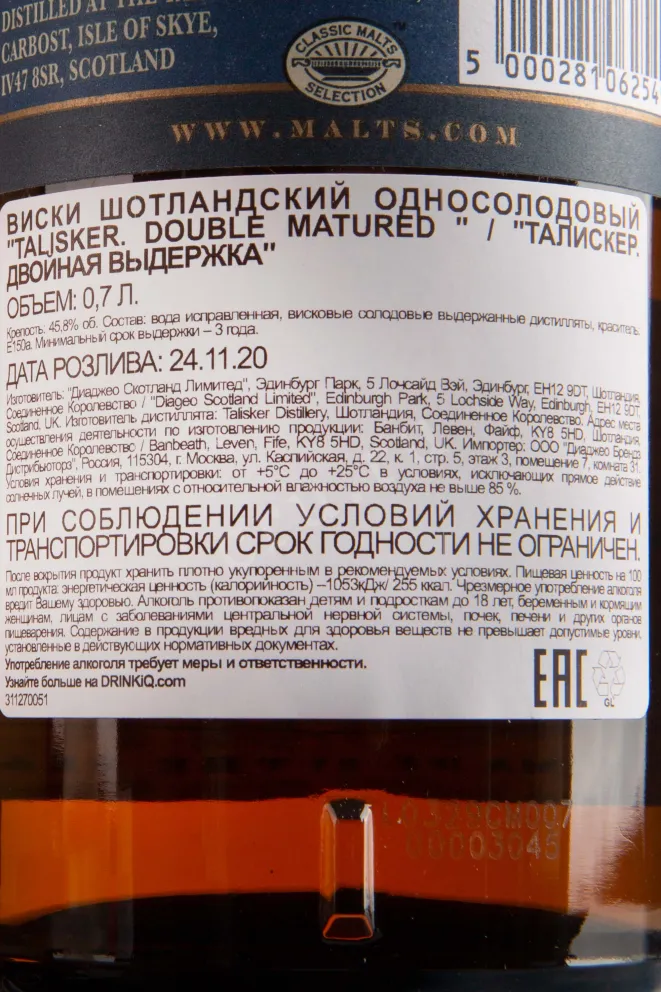 DISTILLED AT THE
CARBOST, ISLE OF SKYE,
IV47 8SR, SCOTLAND
CLASSIC MALTS
SELECTION
TM
5 000281 06254
WWW.MALTS.COM
ВИСКИ ШОТЛАНДСКИЙ ОДНОСОЛОДОВЫЙ
"TALISKER. DOUBLE MATURED " / "ТАЛИСКЕР.
ДВОЙНАЯ ВЫДЕРЖКА"
ОБЪЕМ: 0,7 Л.
Крепость: 45,8% об. Состав: вода исправленная, висковые солодовые выдержанные дистилляты, краситель:
Е150а. Минимальный срок выдержки – 3 года.
ДАТА РОЗЛИВА: 24.11.20
Изготовитель: "Диаджео Скотланд Лимитед", Эдинбург Парк, 5 Лочсайд Вэй, Эдинбург, EH12 9DT, Шотландия,
Соединенное Королевство / "Diageo Scotland Limited", Edinburgh Park, 5 Lochside Way, Edinburgh, EH12 9DT,
Scotland, UK. Изготовитель дистиллята: Talisker Distillery, Шотландия, Соединенное Королевство. Адрес места
осуществления деятельности по изготовлению продукции: Банбит, Левен, Файф, KY8 5HD, Шотландия,
Соединенное Королевство / Banbeath, Leven, Fife, KY8 5HD, Scotland, UK. Импортер: ООО "Диаджео Брендз
Дистрибьюторз", Россия, 115304, г. Москва, ул. Каспийская, д. 22, к. 1, стр. 5, этаж 3, помещение 7, комната 31.
Условия хранения и транспортировки: от +5°С до +25°С в условиях, исключающих прямое действие
солнечных лучей, в помещениях с относительной влажностью воздуха не выше 85 %.
ПРИ СОБЛЮДЕНИИ УСЛОВИЙ ХРАНЕНИЯ И
ТРАНСПОРТИРОВКИ СРОК ГОДНОСТИ НЕ ОГРАНИЧЕН.
После вскрытия продукт хранить плотно укупоренным в рекомендуемых условиях. Пищевая ценность на 100
мл продукта: энергетическая ценность (калорийность) –1053кДж/ 255 ккал. Чрезмерное употребление алкоголя
вредит Вашему здоровью. Алкоголь противопоказан детям и подросткам до 18 лет, беременным и кормящим
женщинам, лицам с заболеваниями центральной нервной системы, почек, печени и других органов
пищеварения. Содержание в продукции вредных для здоровья веществ не превышает допустимые уровни,
установленные в действующих нормативных документах.
Употребление алкоголя требует меры и ответственности.
Узнайте больше на DRINKiQ.com
311270051
EAC
GL
L0329CM007
00003045